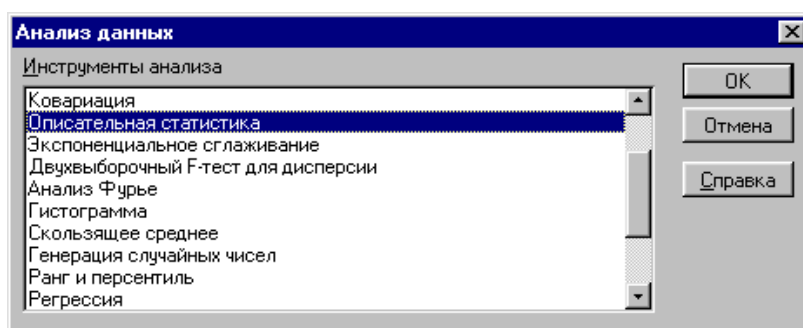 Анализ данных
Инструменты анализа
Ковариация
Описательная статистика
Экспоненциальное сглаживание
Двухвыборочный F-тест для дисперсии
Анализ Фурье
Гистограмма
Скользящее среднее
Генерация случайных чисел
Ранг и персентиль
Регрессия
OK
Отмена
Справка